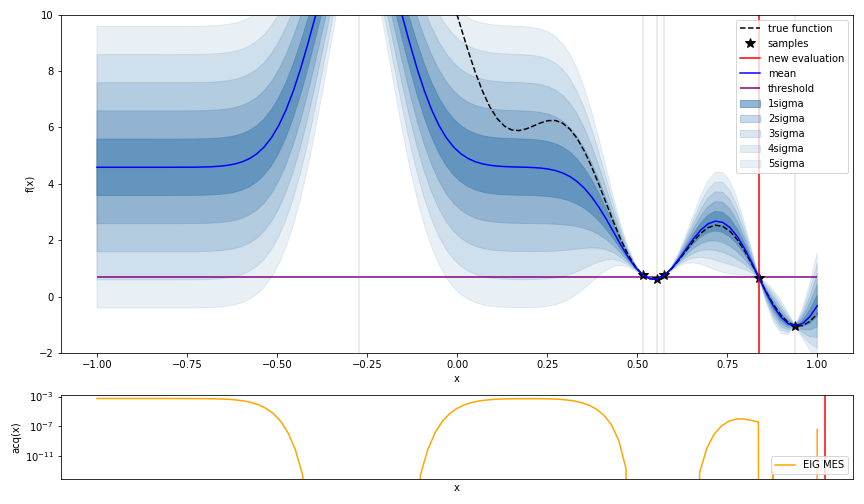 10
8
6
4
2
0
−2
f(x)
true function
samples
new evaluation
mean
threshold
1sigma
2sigma
3sigma
4sigma
5sigma
−1.00 −0.75 −0.50 −0.25 0.00 0.25 0.50 0.75 1.00
x
10⁻³
10⁻⁷
10⁻¹¹
acq(x)
EIG MES
x